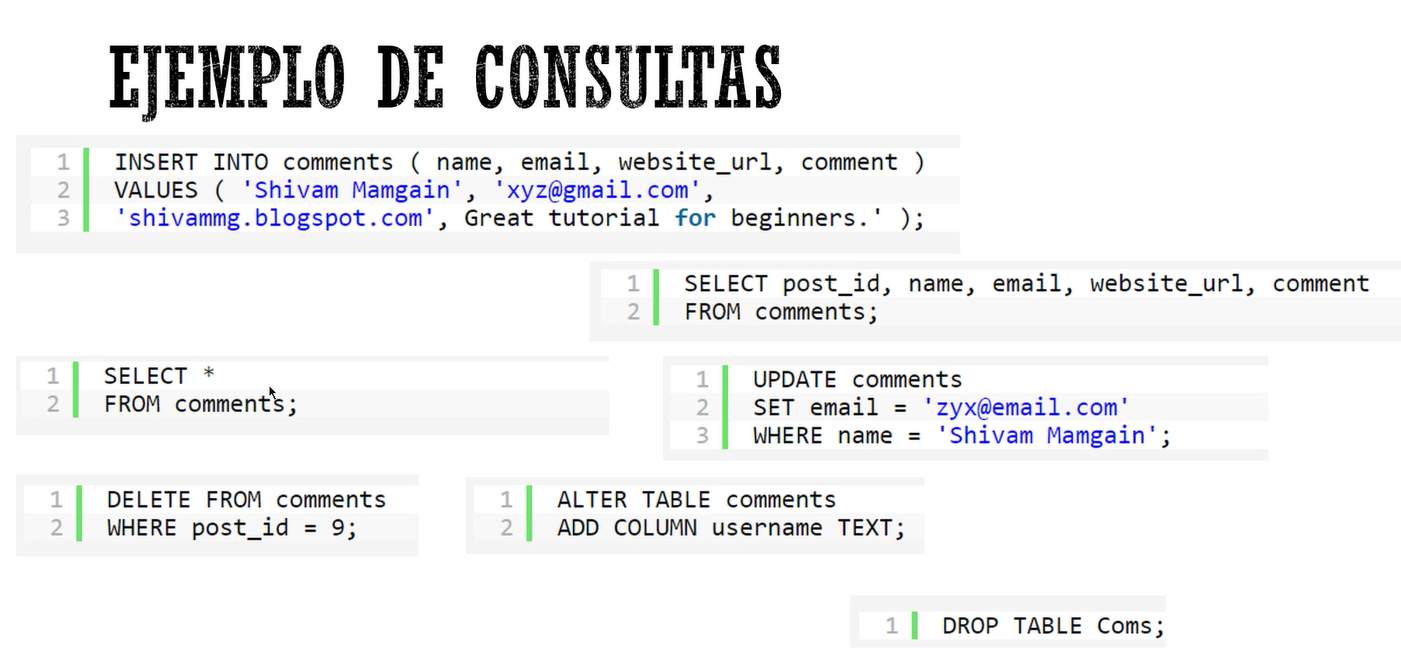 EJEMPLO DE CONSULTAS
1 INSERT INTO comments ( name, email, website_url, comment )
2 VALUES ( 'Shivam Mamgain', 'xyz@gmail.com',
3 'shivammg.blogspot.com', Great tutorial for beginners.' );
1 SELECT post_id, name, email, website_url, comment
2 FROM comments;
1 SELECT *
2 FROM comments;
1 UPDATE comments
2 SET email = 'zyx@email.com'
3 WHERE name = 'Shivam Mamgain';
1 DELETE FROM comments
2 WHERE post_id = 9;
1 ALTER TABLE comments
2 ADD COLUMN username TEXT;
1 DROP TABLE Coms;